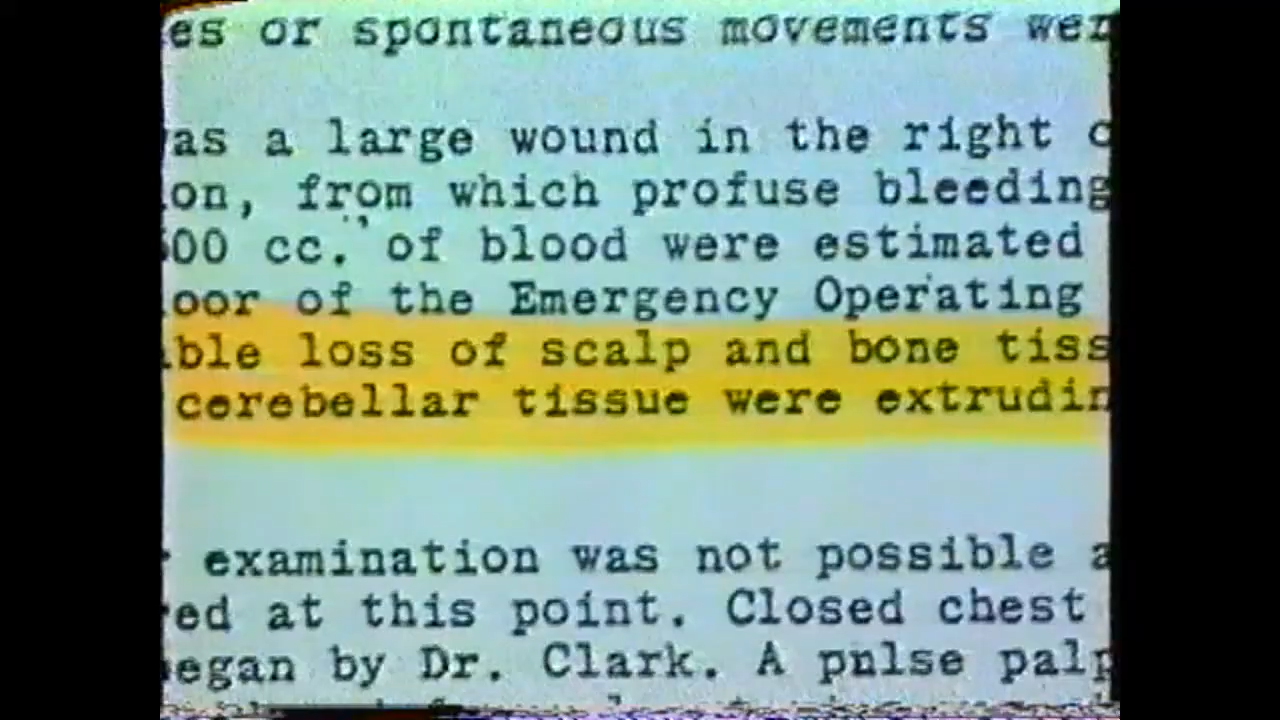 es or spontaneous movements wer
as a large wound in the right
on, from which profuse bleeding
00 cc. of blood were estimated
oor of the Emergency Operating
ble loss of scalp and bone tiss
cerebellar tissue were extrudin
examination was not possible a
ed at this point. Closed chest
egan by Dr. Clark. A pulse palp